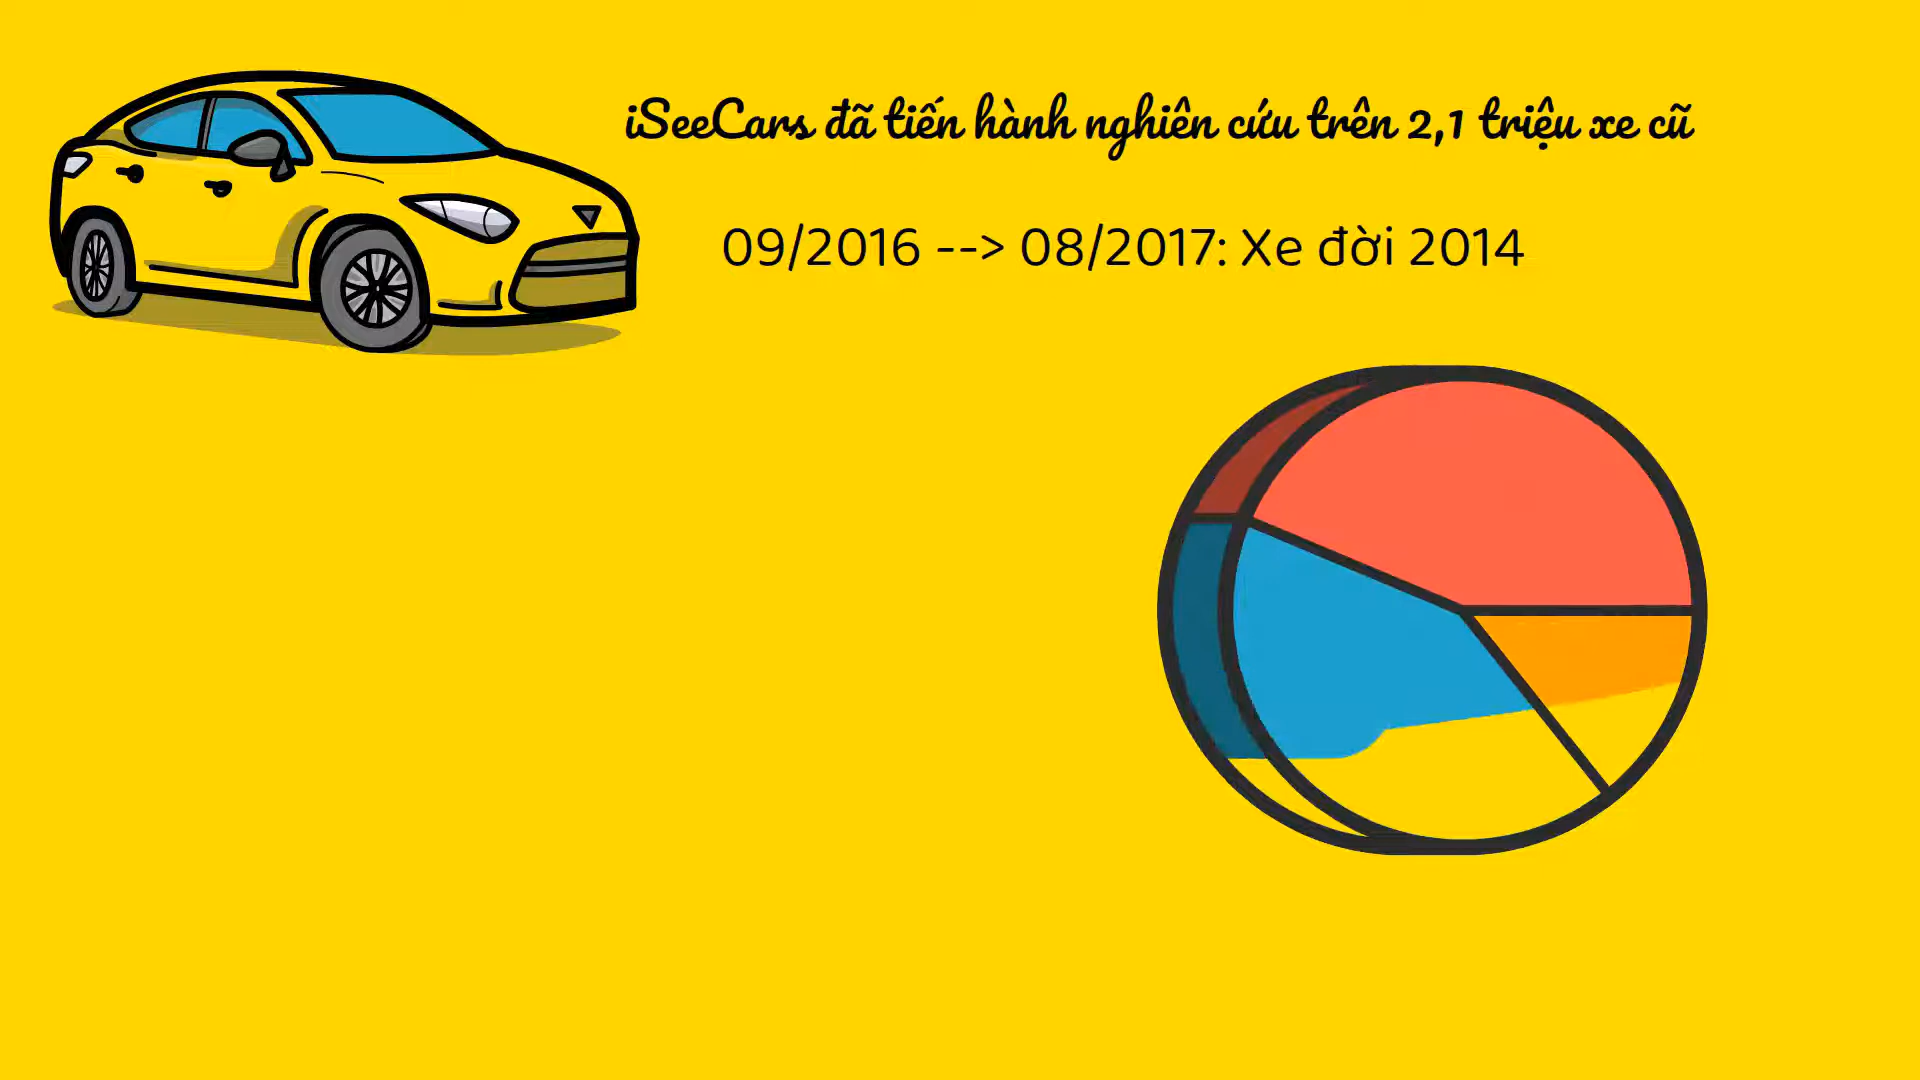 iSeeCars đã tiến hành nghiên cứu trên 2,1 triệu xe cũ
09/2016 --> 08/2017: Xe đời 2014